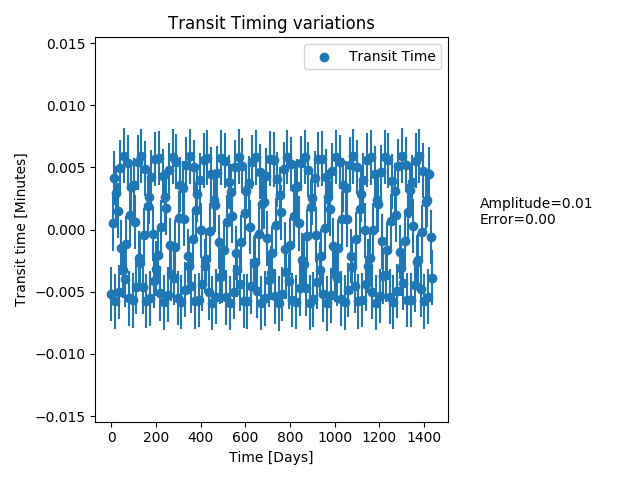 Transit Timing variations
Transit Time
Transit time [Minutes]
0.015
0.010
0.005
0.000
−0.005
−0.010
−0.015
0 200 400 600 800 1000 1200 1400
Time [Days]
Amplitude=0.01
Error=0.00